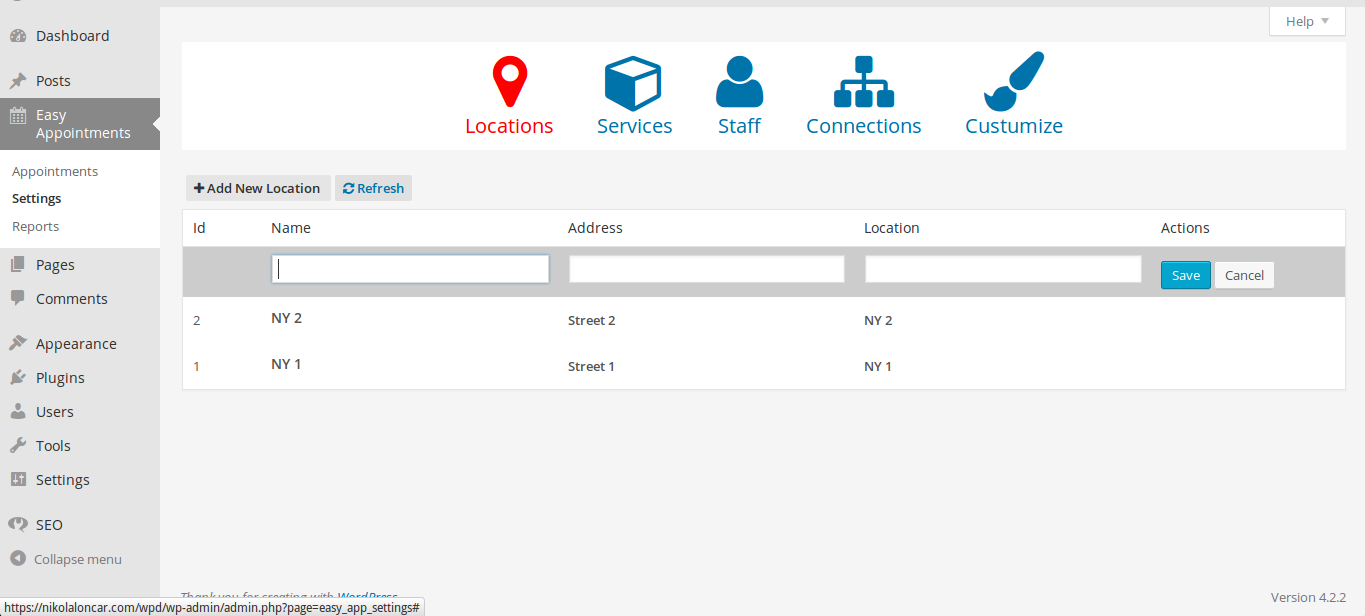 Help
Dashboard
Posts
Easy
Appointments
Appointments
Settings
Reports
Pages
Comments
Appearance
Plugins
Users
Tools
Settings
SEO
Collapse menu
Locations Services Staff Connections Custumize
Add New Location Refresh
Id Name Address Location Actions
Save Cancel
2 NY 2 Street 2 NY 2
1 NY 1 Street 1 NY 1
Thank you for creating with WordPress.
Version 4.2.2
https://nikolaloncar.com/wpd/wp-admin/admin.php?page=easy_app_settings#